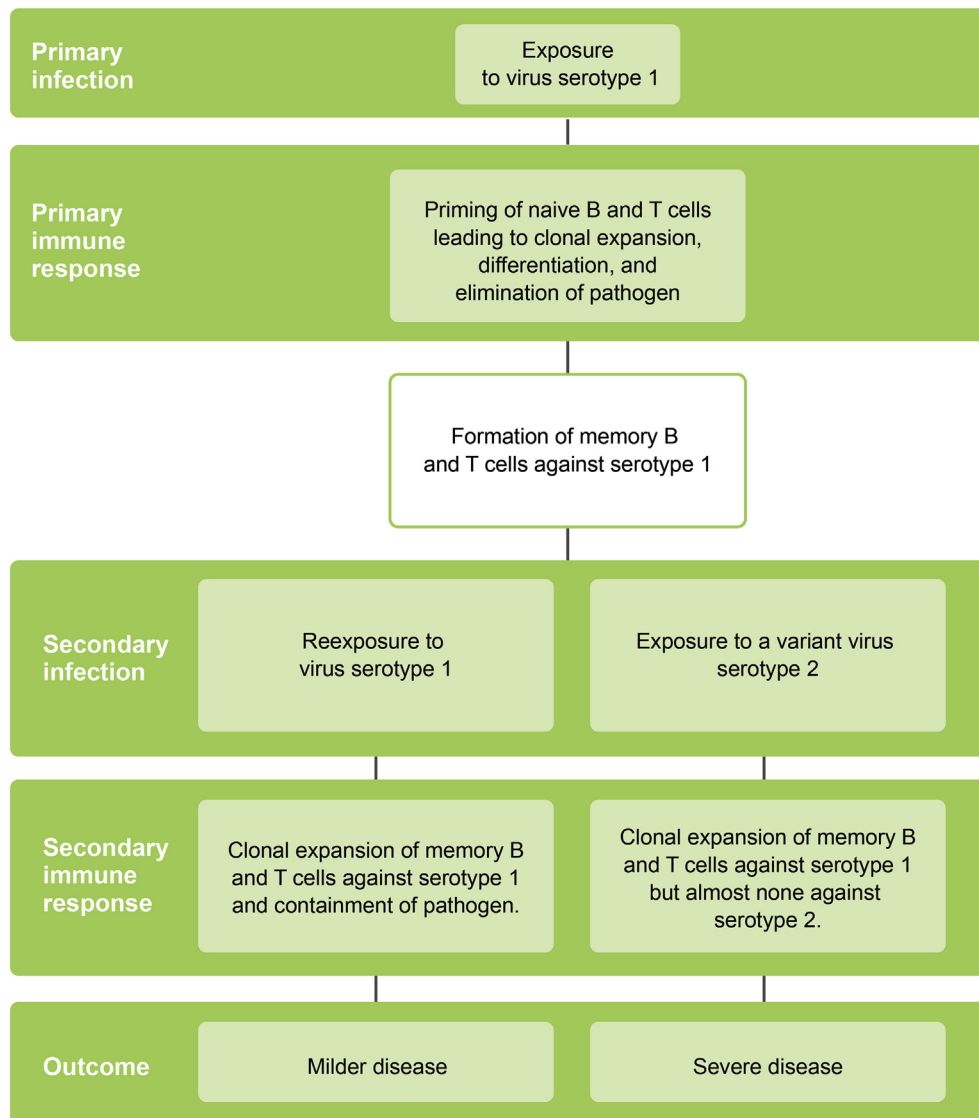 Primary
infection
Exposure
to virus serotype 1
Primary
immune
response
Priming of naive B and T cells
leading to clonal expansion,
differentiation, and
elimination of pathogen
Formation of memory B
and T cells against serotype 1
Secondary
infection
Reexposure to
virus serotype 1
Exposure to a variant virus
serotype 2
Secondary
immune
response
Clonal expansion of memory B
and T cells against serotype 1
and containment of pathogen.
Clonal expansion of memory B
and T cells against serotype 1
but almost none against
serotype 2.
Outcome
Milder disease
Severe disease